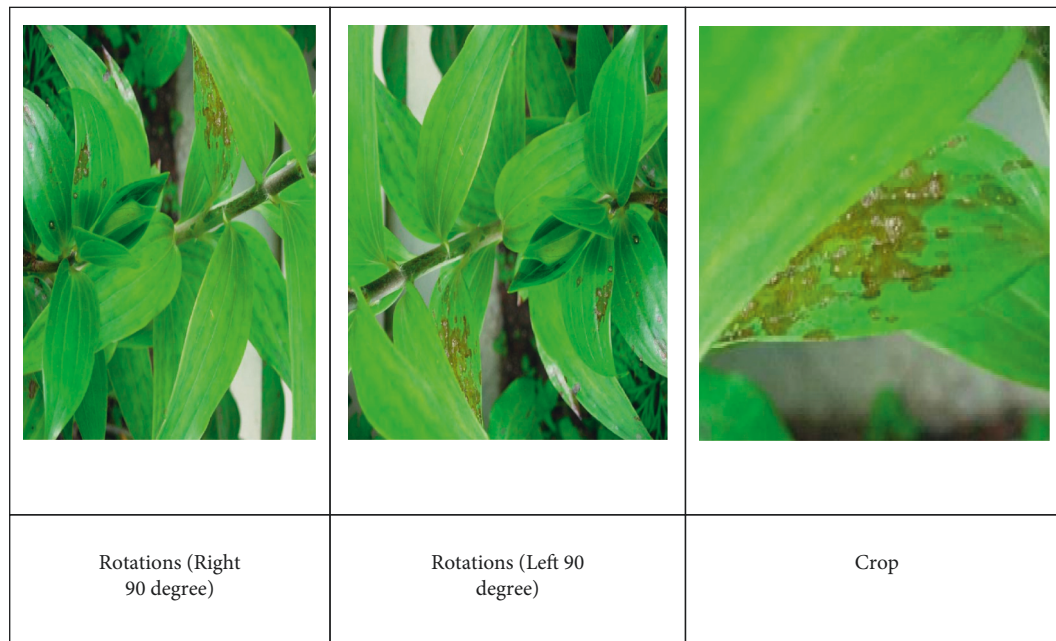 Rotations (Right
90 degree)
Rotations (Left 90
degree)
Crop